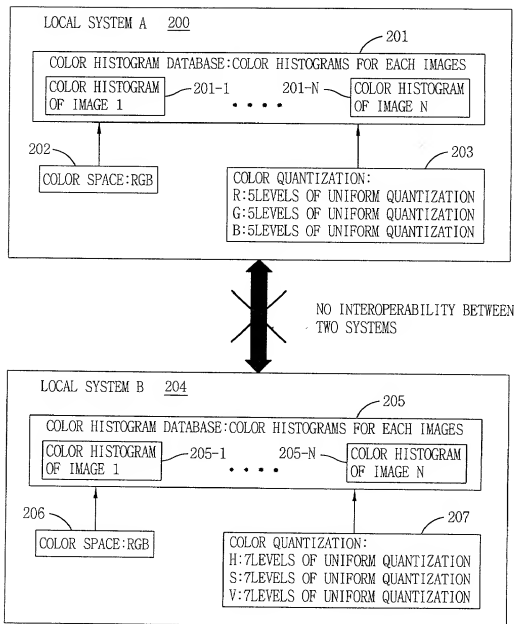 LOCAL SYSTEM A 200
201
COLOR HISTOGRAM DATABASE:COLOR HISTOGRAMS FOR EACH IMAGES
COLOR HISTOGRAM
OF IMAGE 1
201-1
201-N
COLOR HISTOGRAM
OF IMAGE N
202
COLOR SPACE:RGB
203
COLOR QUANTIZATION:
R:5LEVELS OF UNIFORM QUANTIZATION
G:5LEVELS OF UNIFORM QUANTIZATION
B:5LEVELS OF UNIFORM QUANTIZATION
NO INTEROPERABILITY BETWEEN
TWO SYSTEMS
LOCAL SYSTEM B 204
205
COLOR HISTOGRAM DATABASE:COLOR HISTOGRAMS FOR EACH IMAGES
COLOR HISTOGRAM
OF IMAGE 1
205-1
205-N
COLOR HISTOGRAM
OF IMAGE N
206
COLOR SPACE:RGB
207
COLOR QUANTIZATION:
H:7LEVELS OF UNIFORM QUANTIZATION
S:7LEVELS OF UNIFORM QUANTIZATION
V:7LEVELS OF UNIFORM QUANTIZATION